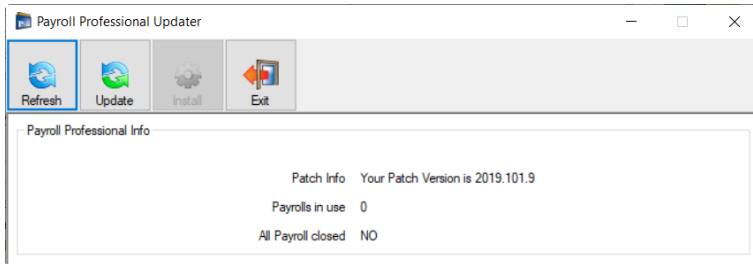 Payroll Professional Updater
Refresh Update Install Exit
Payroll Professional Info
Patch Info Your Patch Version is 2019.101.9
Payrolls in use 0
All Payroll closed NO